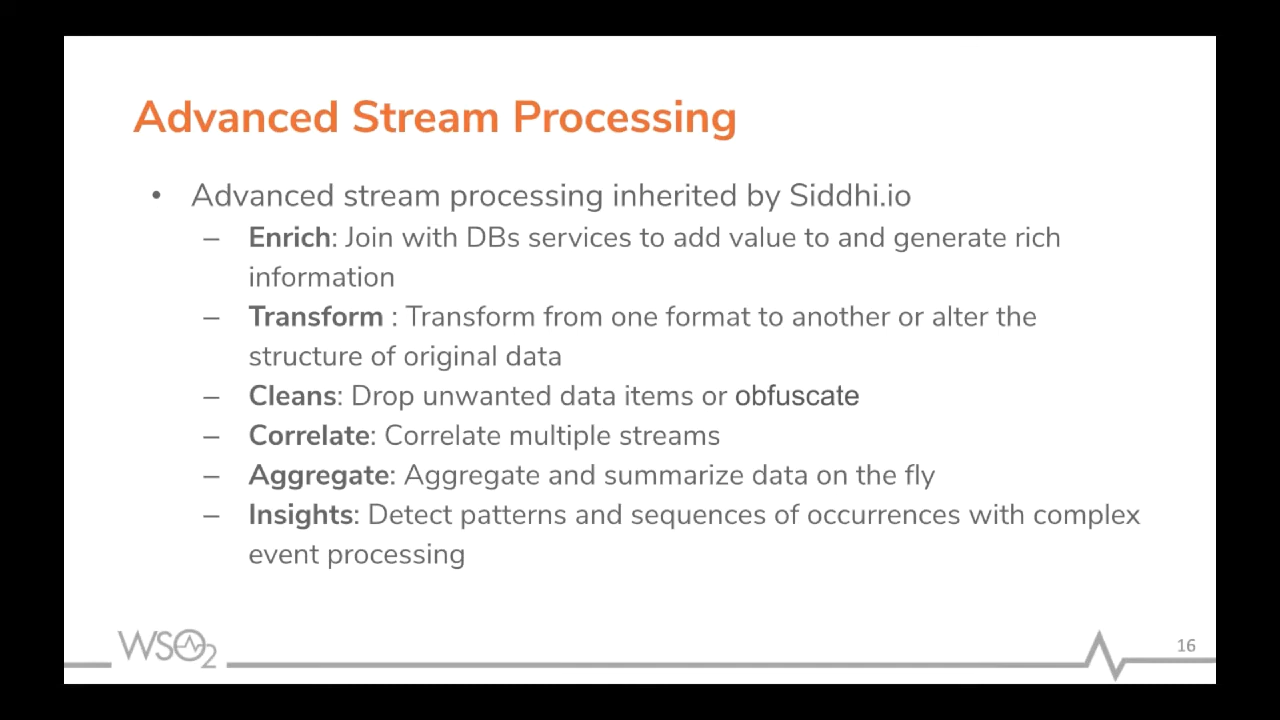 Advanced Stream Processing
• Advanced stream processing inherited by Siddhi.io
– Enrich: Join with DBs services to add value to and generate rich
information
– Transform : Transform from one format to another or alter the
structure of original data
– Cleans: Drop unwanted data items or obfuscate
– Correlate: Correlate multiple streams
– Aggregate: Aggregate and summarize data on the fly
– Insights: Detect patterns and sequences of occurrences with complex
event processing
WSO2
16